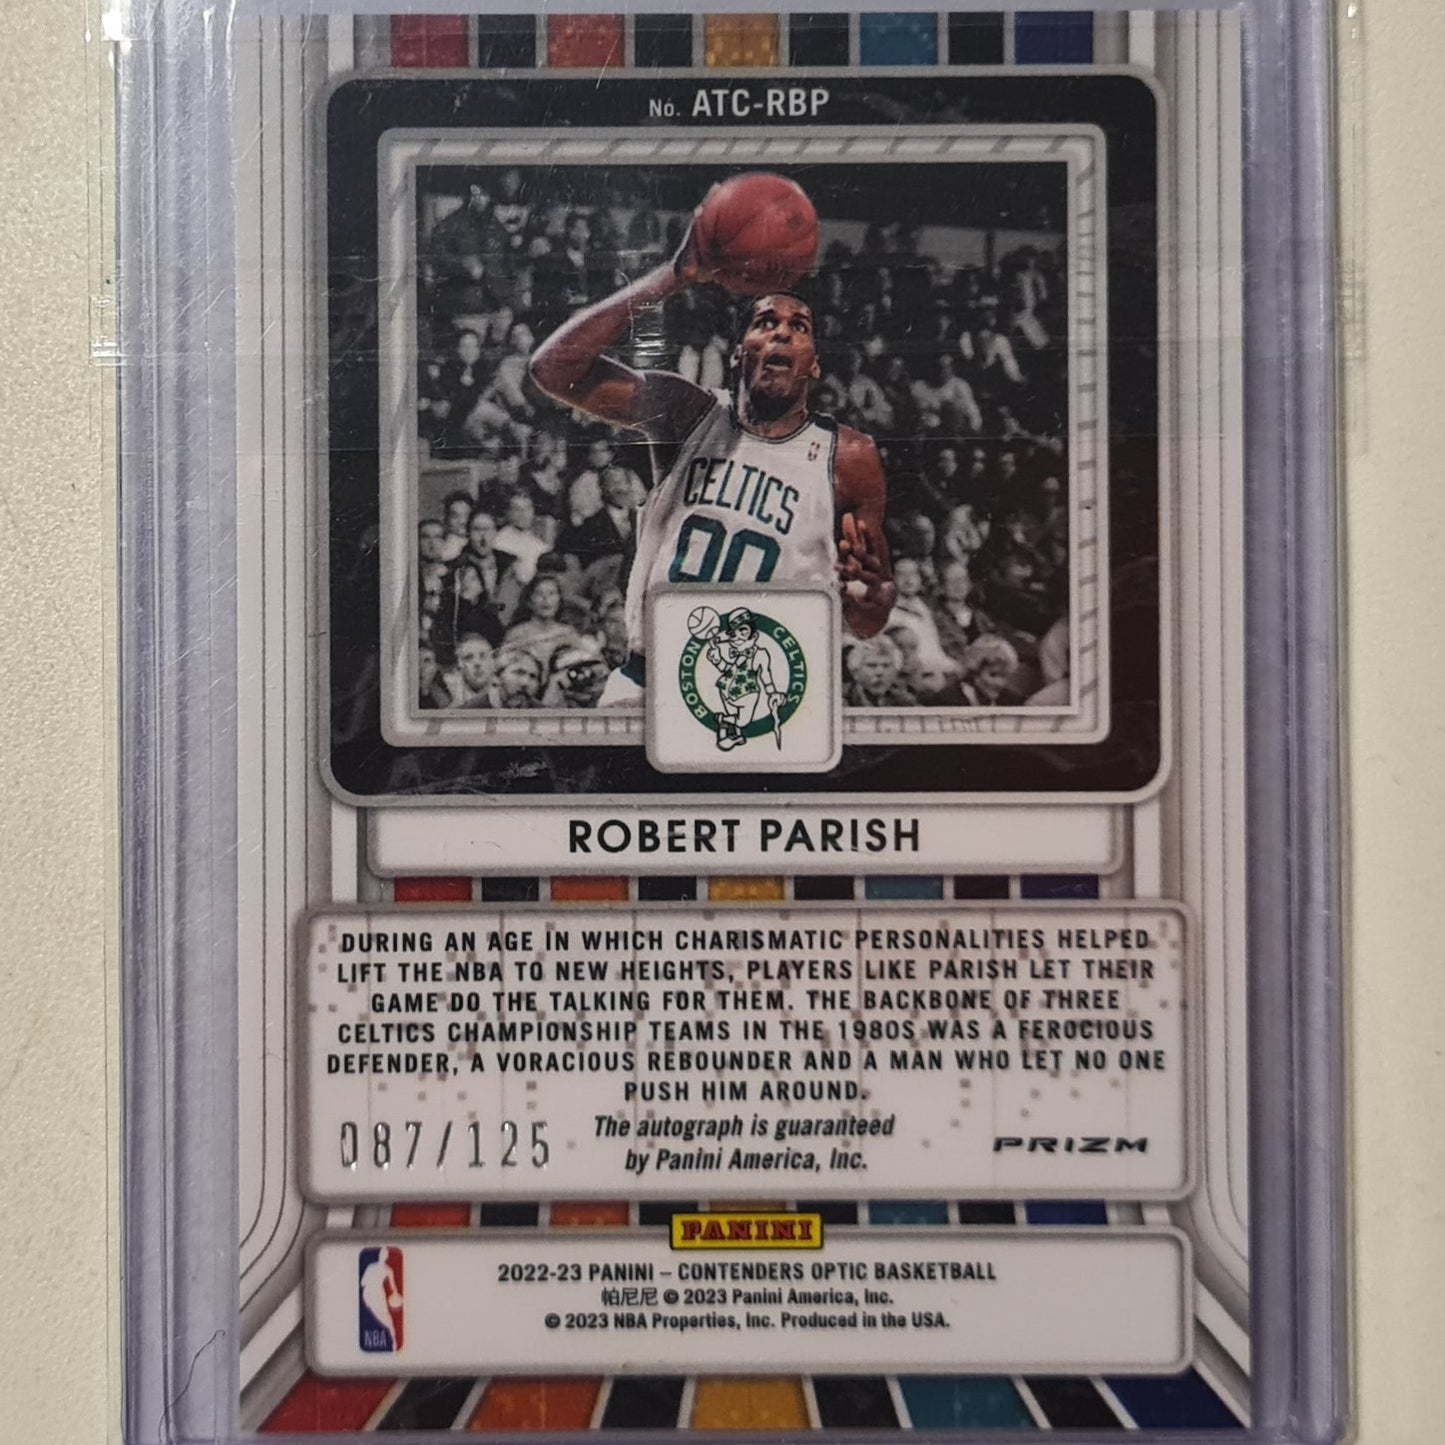 No. ATC-RBP
CELTICS
00
BOSTON CELTICS
ROBERT PARISH
DURING AN AGE IN WHICH CHARISMATIC PERSONALITIES HELPED
LIFT THE NBA TO NEW HEIGHTS, PLAYERS LIKE PARISH LET THEIR
GAME DO THE TALKING FOR THEM. THE BACKBONE OF THREE
CELTICS CHAMPIONSHIP TEAMS IN THE 1980S WAS A FEROCIOUS
DEFENDER, A VORACIOUS REBOUNDER AND A MAN WHO LET NO ONE
PUSH HIM AROUND.
087/125
The autograph is guaranteed
by Panini America, Inc.
PRIZM
PANINI
NBA
2022-23 PANINI – CONTENDERS OPTIC BASKETBALL
帕尼尼 © 2023 Panini America, Inc.
© 2023 NBA Properties, Inc. Produced in the USA.